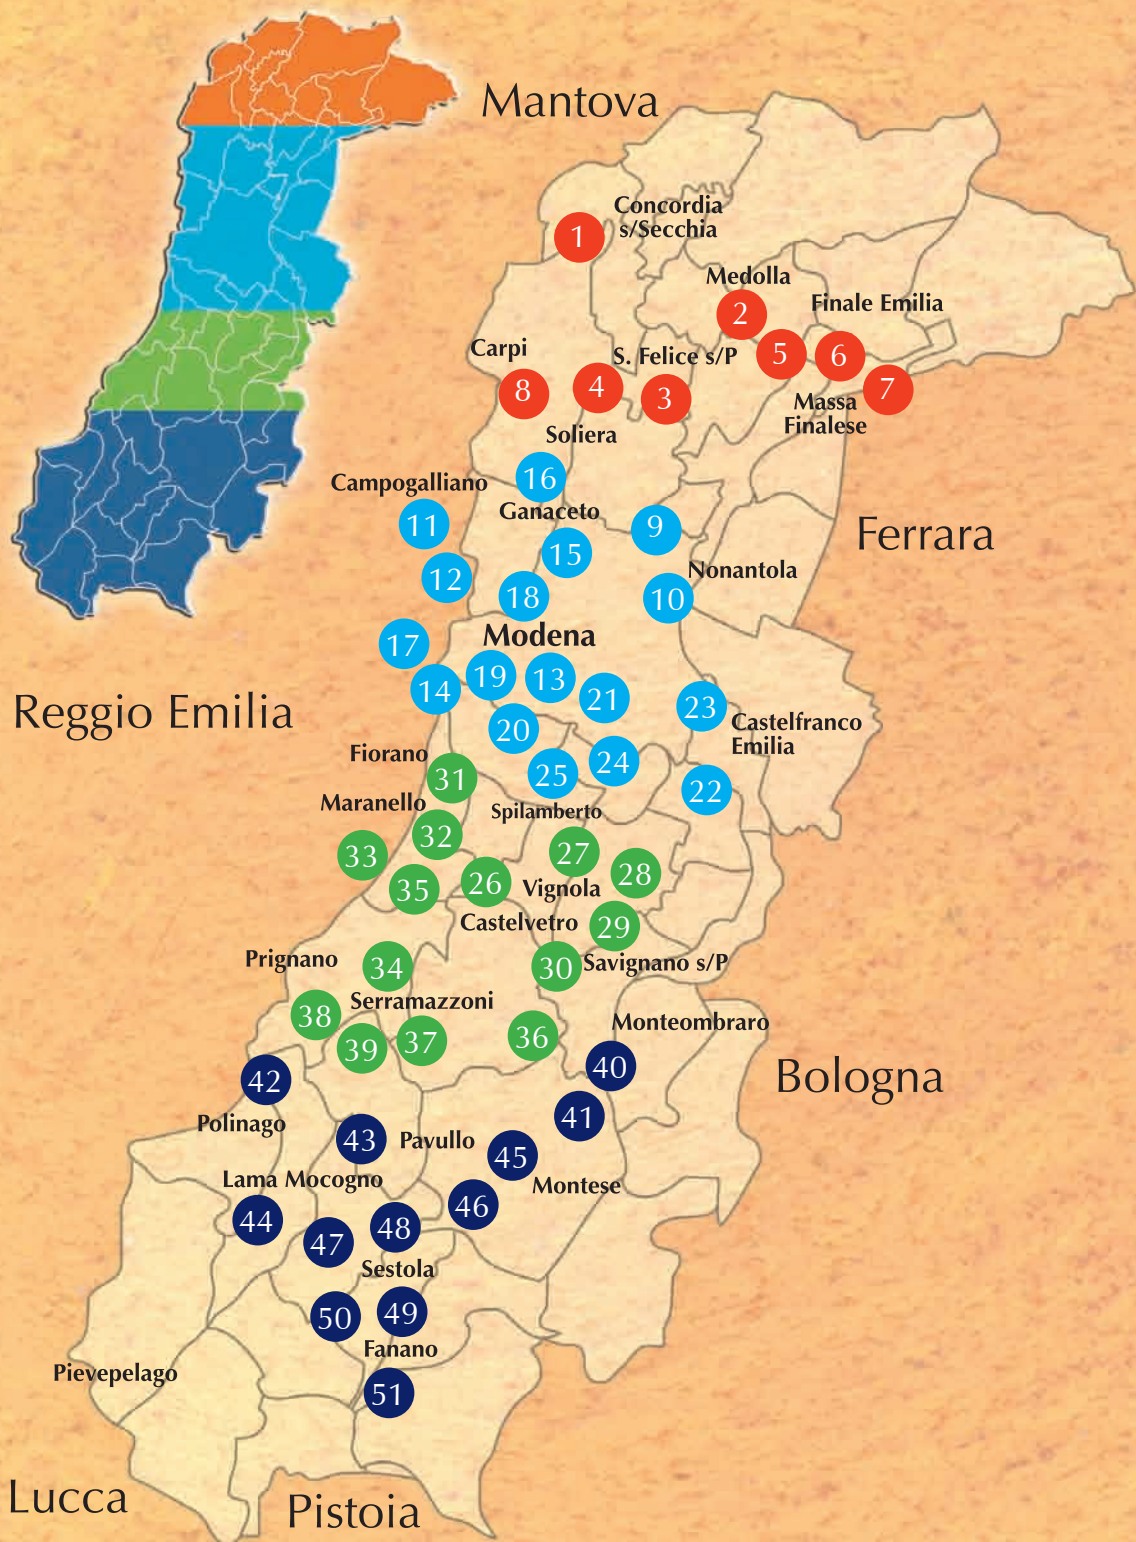 Mantova
Concordia
s/Secchia
1
Medolla
2
Finale Emilia
Carpi
S. Felice s/P
5
6
8
4
3
7
Massa
Finalese
Soliera
16
Campogalliano
Ganaceto
11
9
Ferrara
15
12
Nonantola
18
10
Modena
17
19
13
14
21
23
Reggio Emilia
20
Castelfranco
Emilia
Fiorano
24
31
25
22
Maranello
Spilamberto
32
33
27
28
35
26
Vignola
Castelvetro
29
Prignano
34
30
Savignano s/P
Serramazzoni
38
Monteombraro
39
37
36
40
Bologna
42
Polinago
41
43
Pavullo
45
Lama Mocogno
Montese
44
46
47
48
Sestola
50
49
Fanano
Pievepelago
51
Lucca
Pistoia